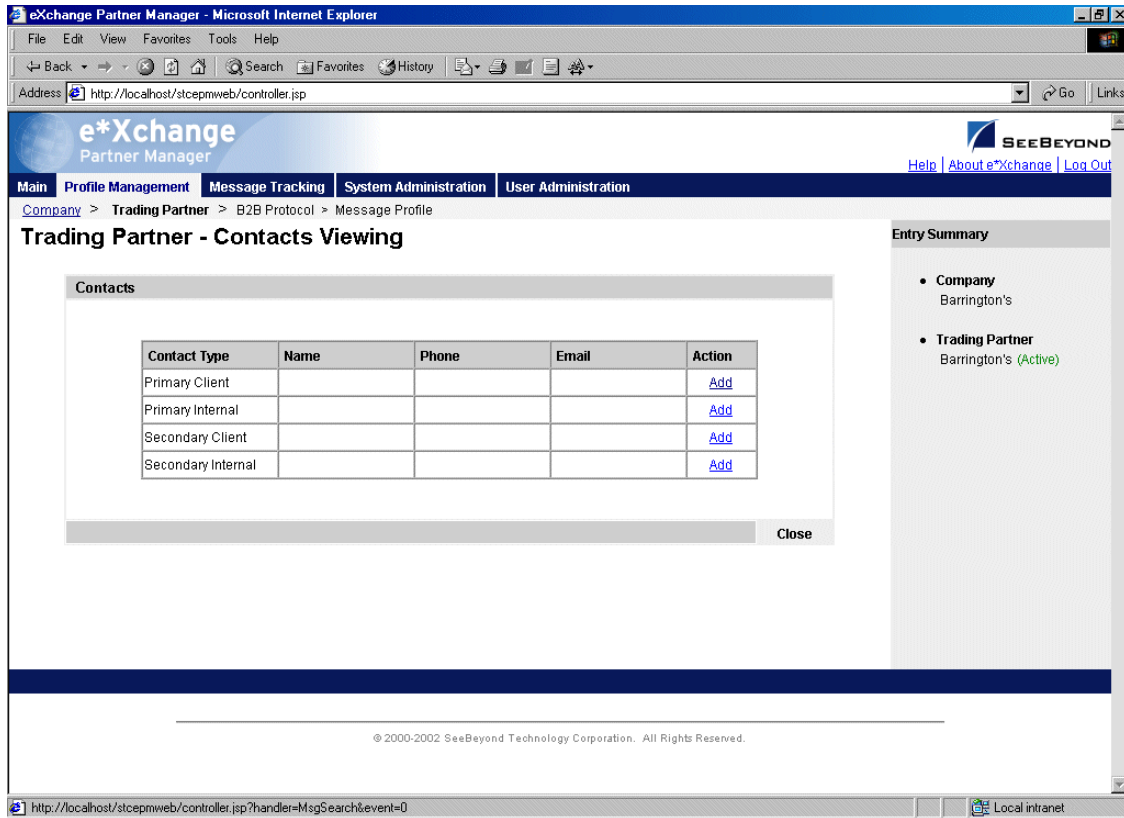 eXchange Partner Manager - Microsoft Internet Explorer
File Edit View Favorites Tools Help
Back Search Favorites History
Address http://localhost/stcepmweb/controller.jsp Go Links
e*Xchange
Partner Manager
SEEBEYOND
Help | About e*Xchange | Log Out
Main Profile Management Message Tracking System Administration User Administration
Company > Trading Partner > B2B Protocol > Message Profile
Trading Partner - Contacts Viewing
Entry Summary
Contacts
• Company
Barrington's
• Trading Partner
Barrington's (Active)
Contact Type Name Phone Email Action
Primary Client Add
Primary Internal Add
Secondary Client Add
Secondary Internal Add
Close
© 2000-2002 SeeBeyond Technology Corporation. All Rights Reserved.
http://localhost/stcepmweb/controller.jsp?handler=MsgSearch&event=0 Local intranet